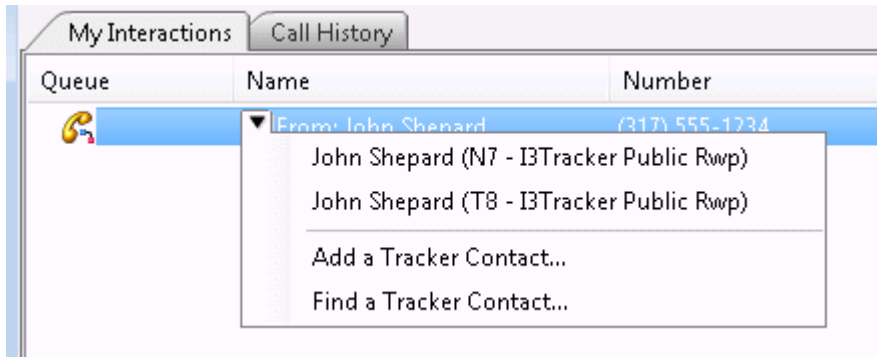 My Interactions Call History
Queue Name Number
From: John Shepard (317) 555-1234
John Shepard (N7 - I3Tracker Public Rwp)
John Shepard (T8 - I3Tracker Public Rwp)
Add a Tracker Contact...
Find a Tracker Contact...